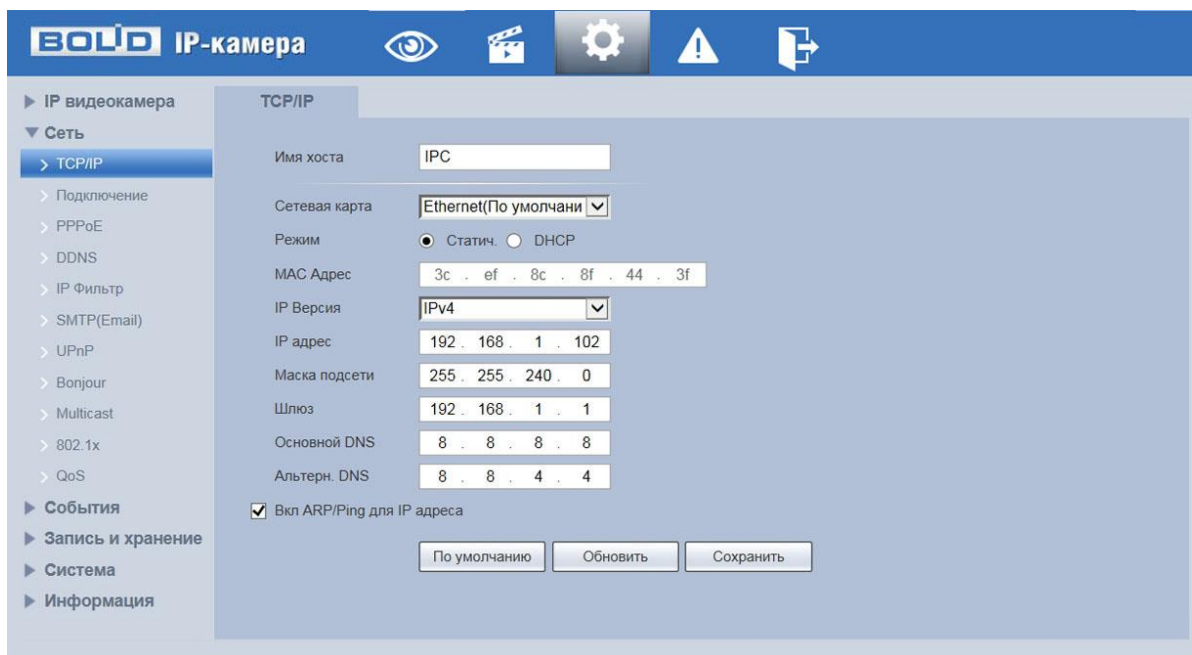 BOLID IP-камера
IP видеокамера
Сеть
TCP/IP
Подключение
PPPoE
DDNS
IP Фильтр
SMTP(Email)
UPnP
Bonjour
Multicast
802.1x
QoS
События
Запись и хранение
Система
Информация
TCP/IP
Имя хоста IPC
Сетевая карта Ethernet(По умолчани
Режим Статич. DHCP
MAC Адрес 3c . ef . 8c . 8f . 44 . 3f
IP Версия IPv4
IP адрес 192 . 168 . 1 . 102
Маска подсети 255 . 255 . 240 . 0
Шлюз 192 . 168 . 1 . 1
Основной DNS 8 . 8 . 8 . 8
Альтерн. DNS 8 . 8 . 4 . 4
Вкл ARP/Ping для IP адреса
По умолчанию Обновить Сохранить